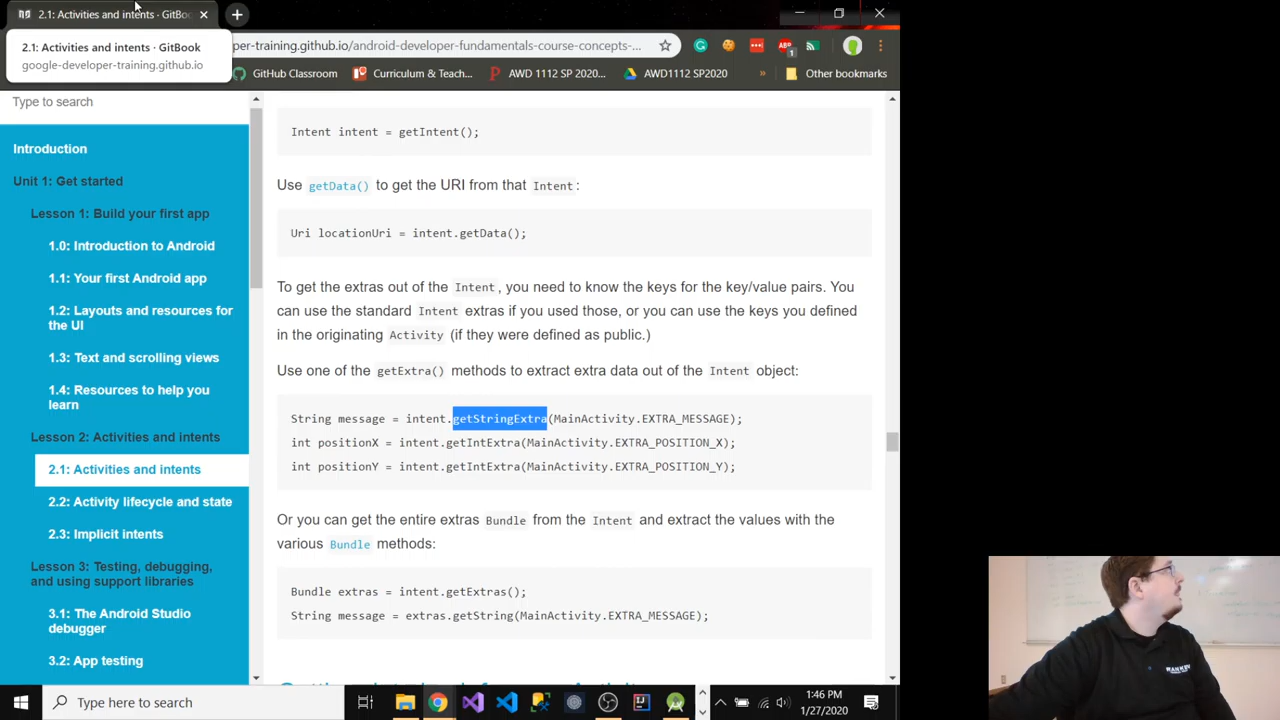 2.1: Activities and intents · GitBoo
2.1: Activities and intents · GitBook
google-developer-training.github.io
per-training.github.io/android-developer-fundamentals-course-concepts-...
ABP
1
GitHub Classroom
Curriculum & Teach...
AWD 1112 SP 2020...
AWD1112 SP2020
»
Other bookmarks
Type to search
Introduction
Unit 1: Get started
Lesson 1: Build your first app
1.0: Introduction to Android
1.1: Your first Android app
1.2: Layouts and resources for
the UI
1.3: Text and scrolling views
1.4: Resources to help you
learn
Lesson 2: Activities and intents
2.1: Activities and intents
2.2: Activity lifecycle and state
2.3: Implicit intents
Lesson 3: Testing, debugging,
and using support libraries
3.1: The Android Studio
debugger
3.2: App testing
Intent intent = getIntent();
Use getData() to get the URI from that Intent:
Uri locationUri = intent.getData();
To get the extras out of the Intent, you need to know the keys for the key/value pairs. You
can use the standard Intent extras if you used those, or you can use the keys you defined
in the originating Activity (if they were defined as public.)
Use one of the getExtra() methods to extract extra data out of the Intent object:
String message = intent.getStringExtra(MainActivity.EXTRA_MESSAGE);
int positionX = intent.getIntExtra(MainActivity.EXTRA_POSITION_X);
int positionY = intent.getIntExtra(MainActivity.EXTRA_POSITION_Y);
Or you can get the entire extras Bundle from the Intent and extract the values with the
various Bundle methods:
Bundle extras = intent.getExtras();
String message = extras.getString(MainActivity.EXTRA_MESSAGE);
Type here to search
1:46 PM
1/27/2020